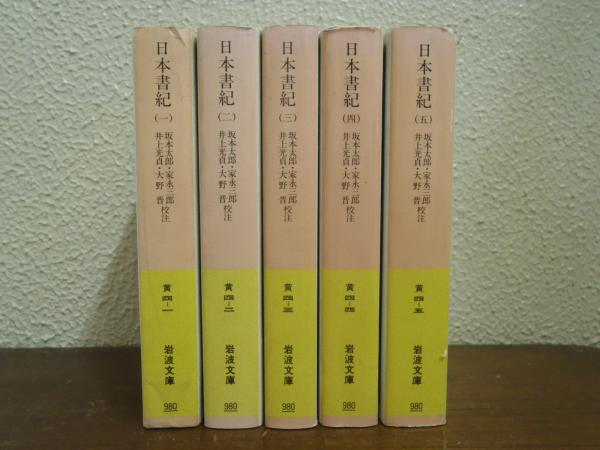 日本書紀
(一)
坂本太郎・家永三郎
井上光貞・大野 晋 校注
黄
四-一
岩波文庫
980
日本書紀
(二)
坂本太郎・家永三郎
井上光貞・大野 晋 校注
黄
四-二
岩波文庫
980
日本書紀
(三)
坂本太郎・家永三郎
井上光貞・大野 晋 校注
黄
四-三
岩波文庫
980
日本書紀
(四)
坂本太郎・家永三郎
井上光貞・大野 晋 校注
黄
四-四
岩波文庫
980
日本書紀
(五)
坂本太郎・家永三郎
井上光貞・大野 晋 校注
黄
四-五
岩波文庫
980